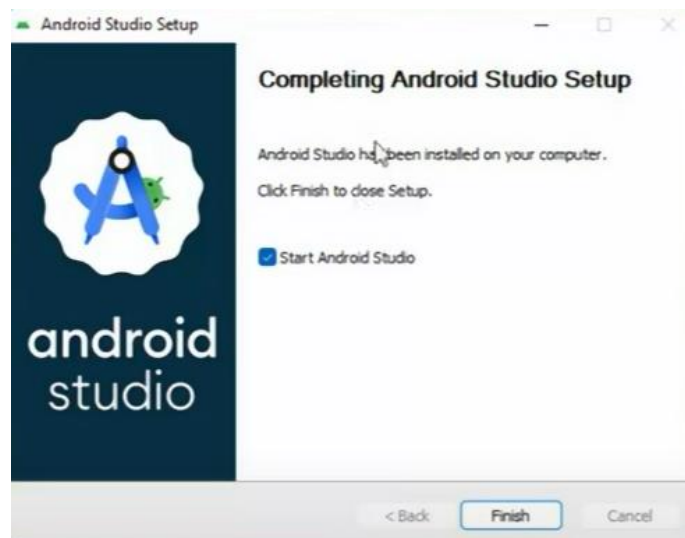 Android Studio Setup
Completing Android Studio Setup
Android Studio has been installed on your computer.
Click Finish to close Setup.
Start Android Studio
android
studio
< Back
Finish
Cancel